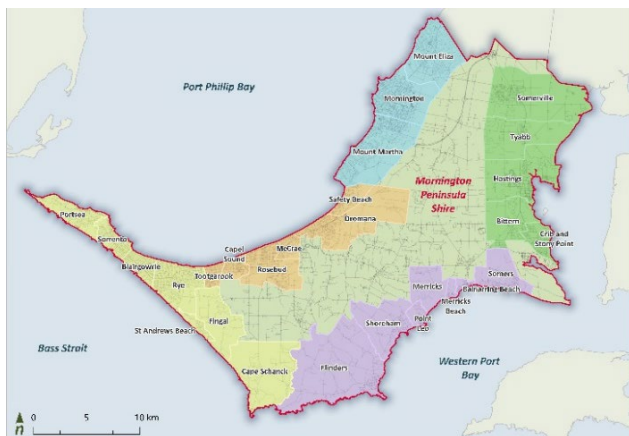 Mount Eliza
Port Phillip Bay
Somerville
Mornington
Tyabb
Mount Martha
Hastings
Mornington
Peninsula
Shire
Safety Beach
Portsea
Dromana
Bittern
Sorrento
Crib and
Stony Point
Capel
Sound
McCrae
Blairgowrie
Tootgarook
Rosebud
Somers
Rye
Merricks
Balnarring Beach
Merricks
Beach
Fingal
Shoreham
Point
Leo
St Andrews Beach
Bass Strait
Western Port
Bay
Cape Schanck
Flinders
n
0 5 10 km